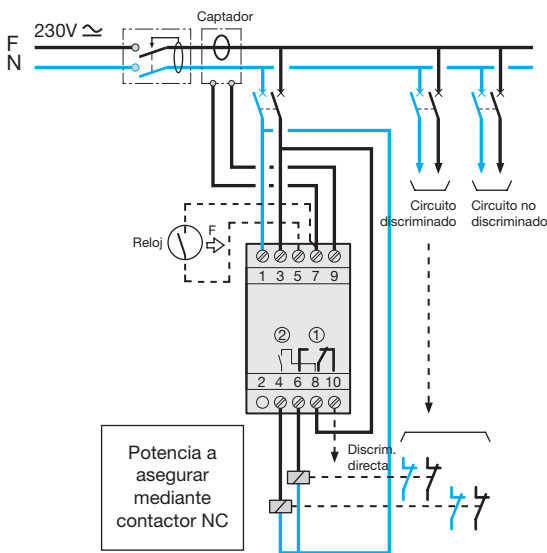 Captador
230V ≃
F
N
Circuito
discriminado
Circuito no
discriminado
Reloj
F
1 3 5 7 9
② ①
2 4 6 8 10
Discrim.
directa
Potencia a
asegurar
mediante
contactor NC